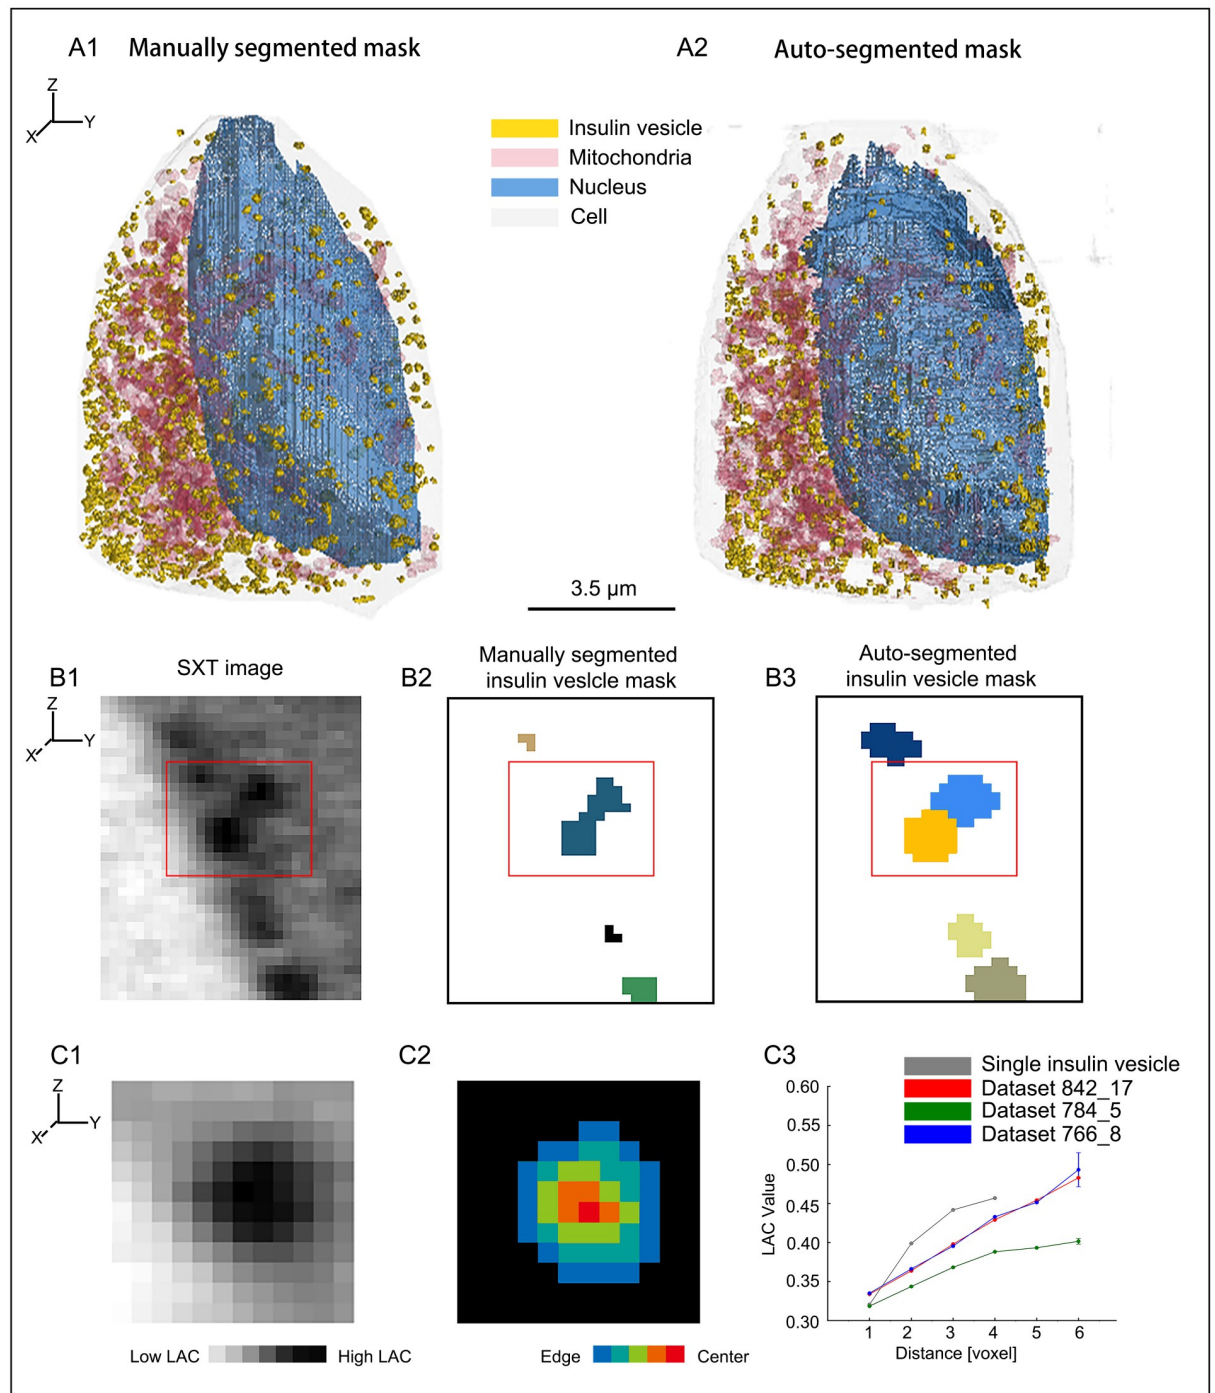 A1 Manually segmented mask
A2 Auto-segmented mask
Z
Y
X
Insulin vesicle
Mitochondria
Nucleus
Cell
3.5 µm
B1
SXT image
Z
Y
X
B2
Manually segmented
insulin vesicle mask
B3
Auto-segmented
insulin vesicle mask
C1
Z
Y
X
Low LAC
High LAC
C2
Edge
Center
C3
Single insulin vesicle
Dataset 842_17
Dataset 784_5
Dataset 766_8
LAC Value
0.60
0.55
0.50
0.45
0.40
0.35
0.30
1 2 3 4 5 6
Distance [voxel]